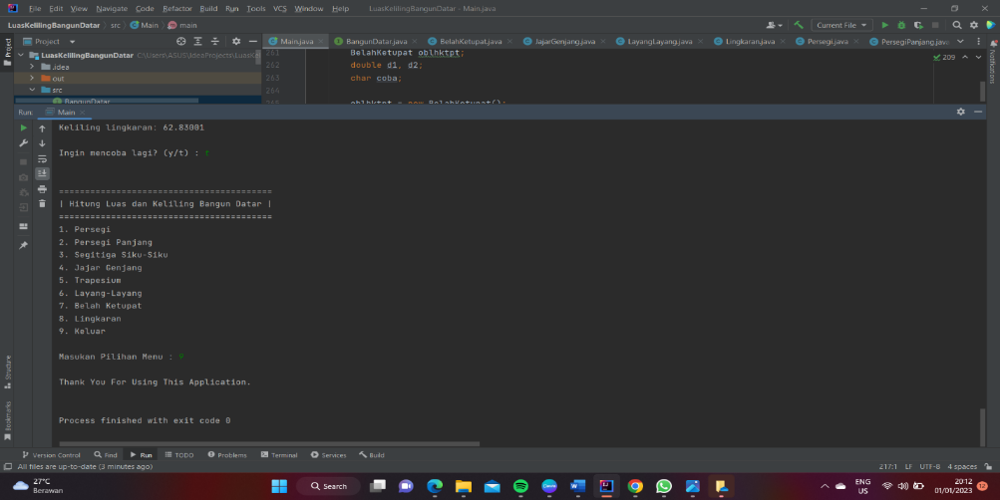 File Edit View Navigate Code Refactor Build Run Tools VCS Window Help LuasKelilingBangunDatar - Main.java
LuasKelilingBangunDatar > src > Main > main Current File
Project Main.java BangunDatar.java BelahKetupat.java JajarGenjang.java LayangLayang.java Lingkaran.java Persegi.java PersegiPanjang.java
LuasKelilingBangunDatar BelahKetupat oblhktpt; 209
.idea 262 double d1, d2;
out 263 char coba;
src
BangunDatar oblhktpt = new BelahKetupat();
Run: Main
Keliling lingkaran: 62.83001
Ingin mencoba lagi? (y/t) :
=========================================
| Hitung Luas dan Keliling Bangun Datar |
=========================================
1. Persegi
2. Persegi Panjang
3. Segitiga Siku-Siku
4. Jajar Genjang
5. Trapesium
6. Layang-Layang
7. Belah Ketupat
8. Lingkaran
9. Keluar
Masukan Pilihan Menu : 9
Thank You For Using This Application.
Process finished with exit code 0
Project
Notifications
Structure
Bookmarks
Version Control Find Run TODO Problems Terminal Services Build
All files are up-to-date (3 minutes ago) 217:1 LF UTF-8 4 spaces
27°C
Berawan
Search
ENG
US
20:12
01/01/2023
12